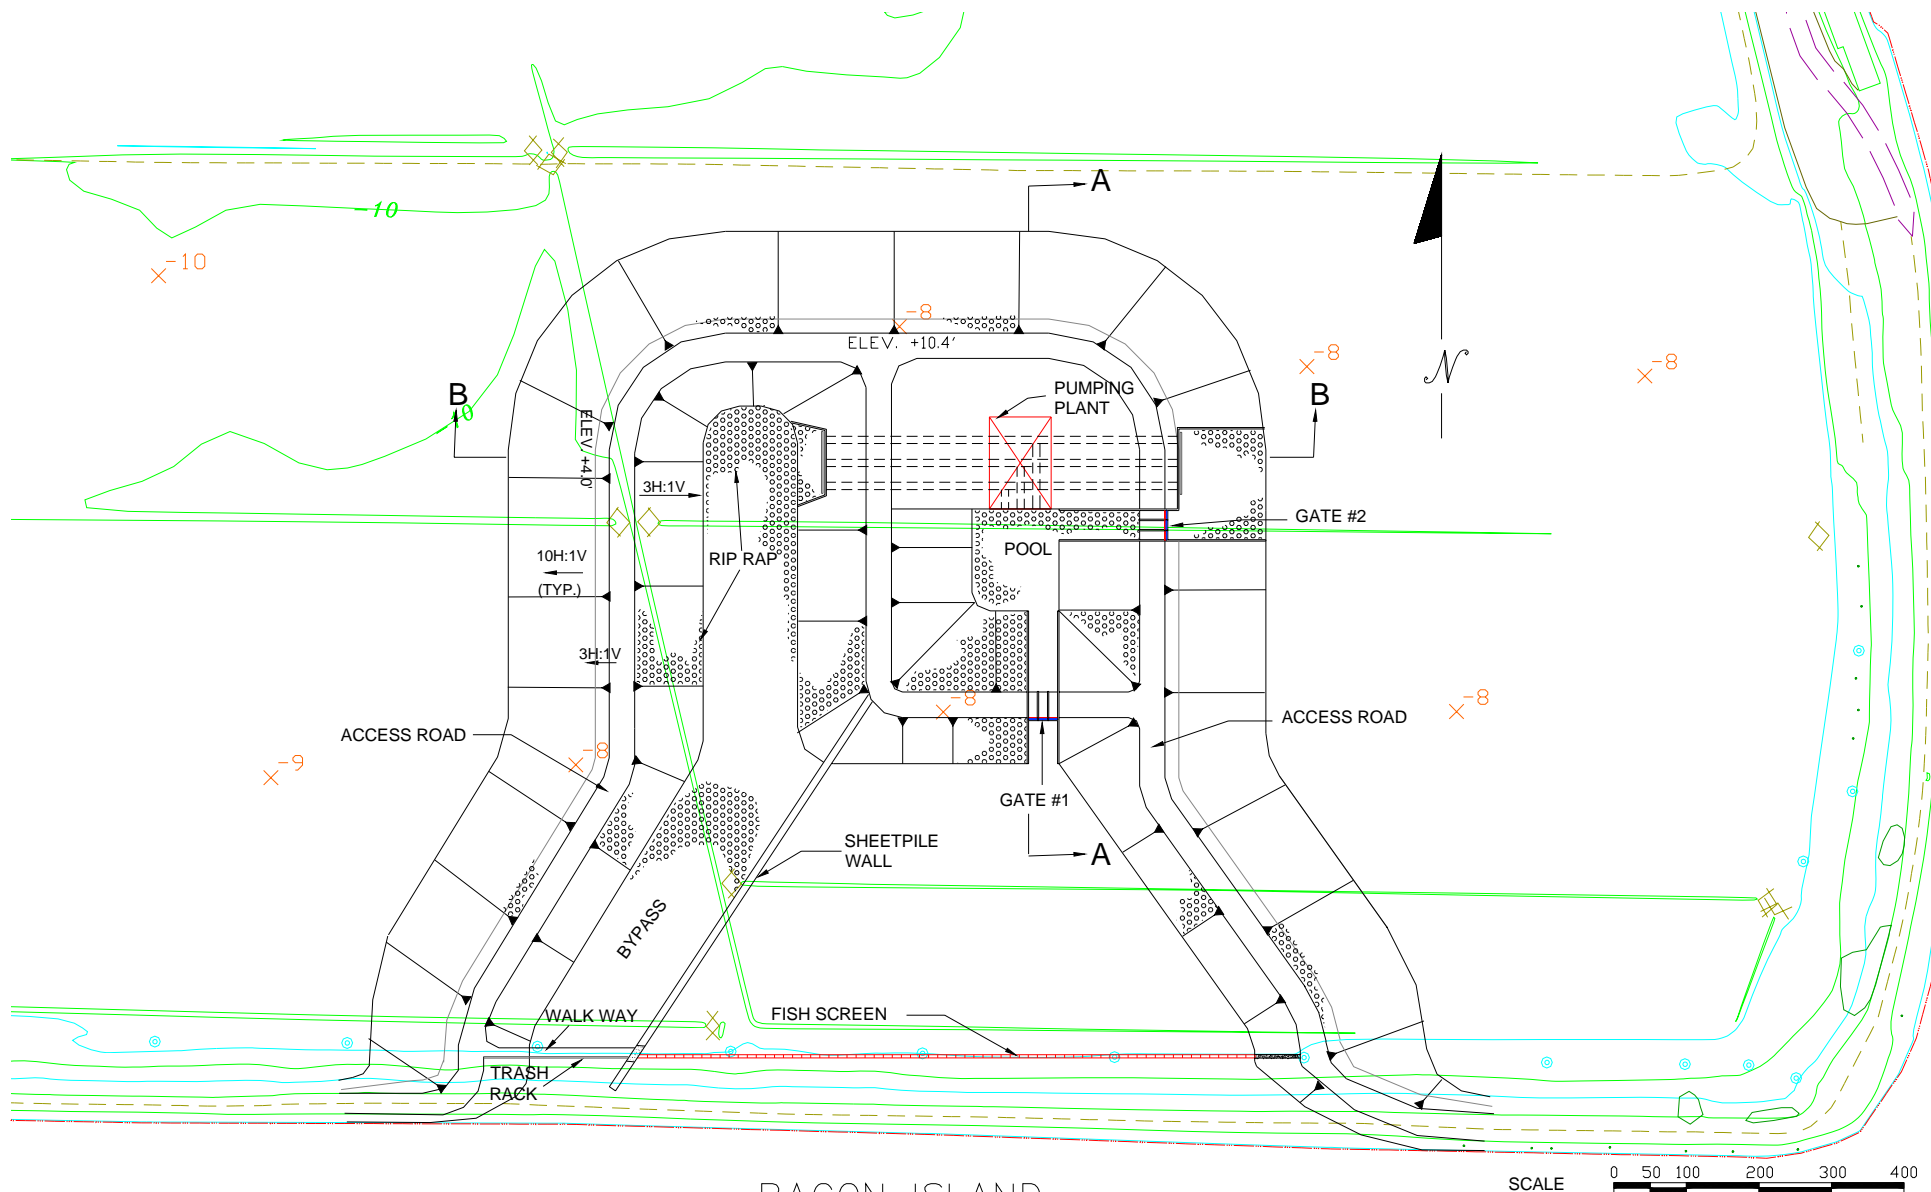 -10
A
-10
-8
ELEV. +10.4'
-8
-8
N
PUMPING
PLANT
B
B
-10
ELEV. +4.0'
3H:1V
GATE #2
POOL
RIP RAP
10H:1V
(TYP.)
3H:1V
-8
-8
ACCESS ROAD
ACCESS ROAD
-8
-9
GATE #1
SHEETPILE
WALL
A
BYPASS
WALK WAY
FISH SCREEN
TRASH
RACK
0 50 100 200 300 400
SCALE
BACON ISLAND